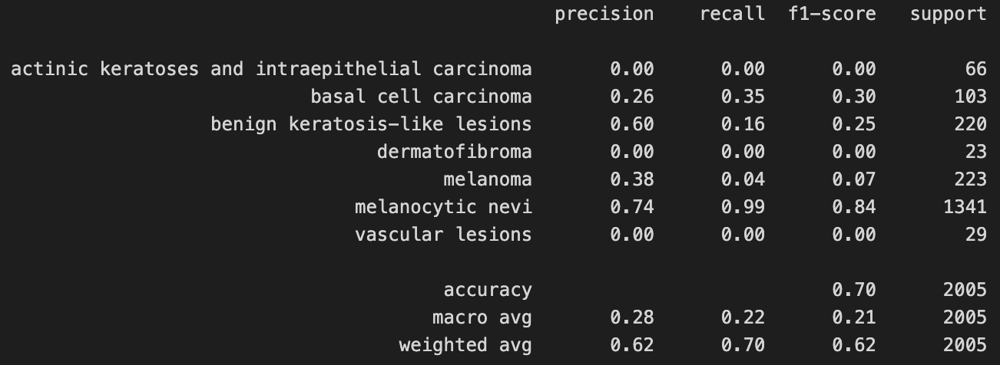 precision recall f1-score support
actinic keratoses and intraepithelial carcinoma 0.00 0.00 0.00 66
basal cell carcinoma 0.26 0.35 0.30 103
benign keratosis-like lesions 0.60 0.16 0.25 220
dermatofibroma 0.00 0.00 0.00 23
melanoma 0.38 0.04 0.07 223
melanocytic nevi 0.74 0.99 0.84 1341
vascular lesions 0.00 0.00 0.00 29
accuracy 0.70 2005
macro avg 0.28 0.22 0.21 2005
weighted avg 0.62 0.70 0.62 2005